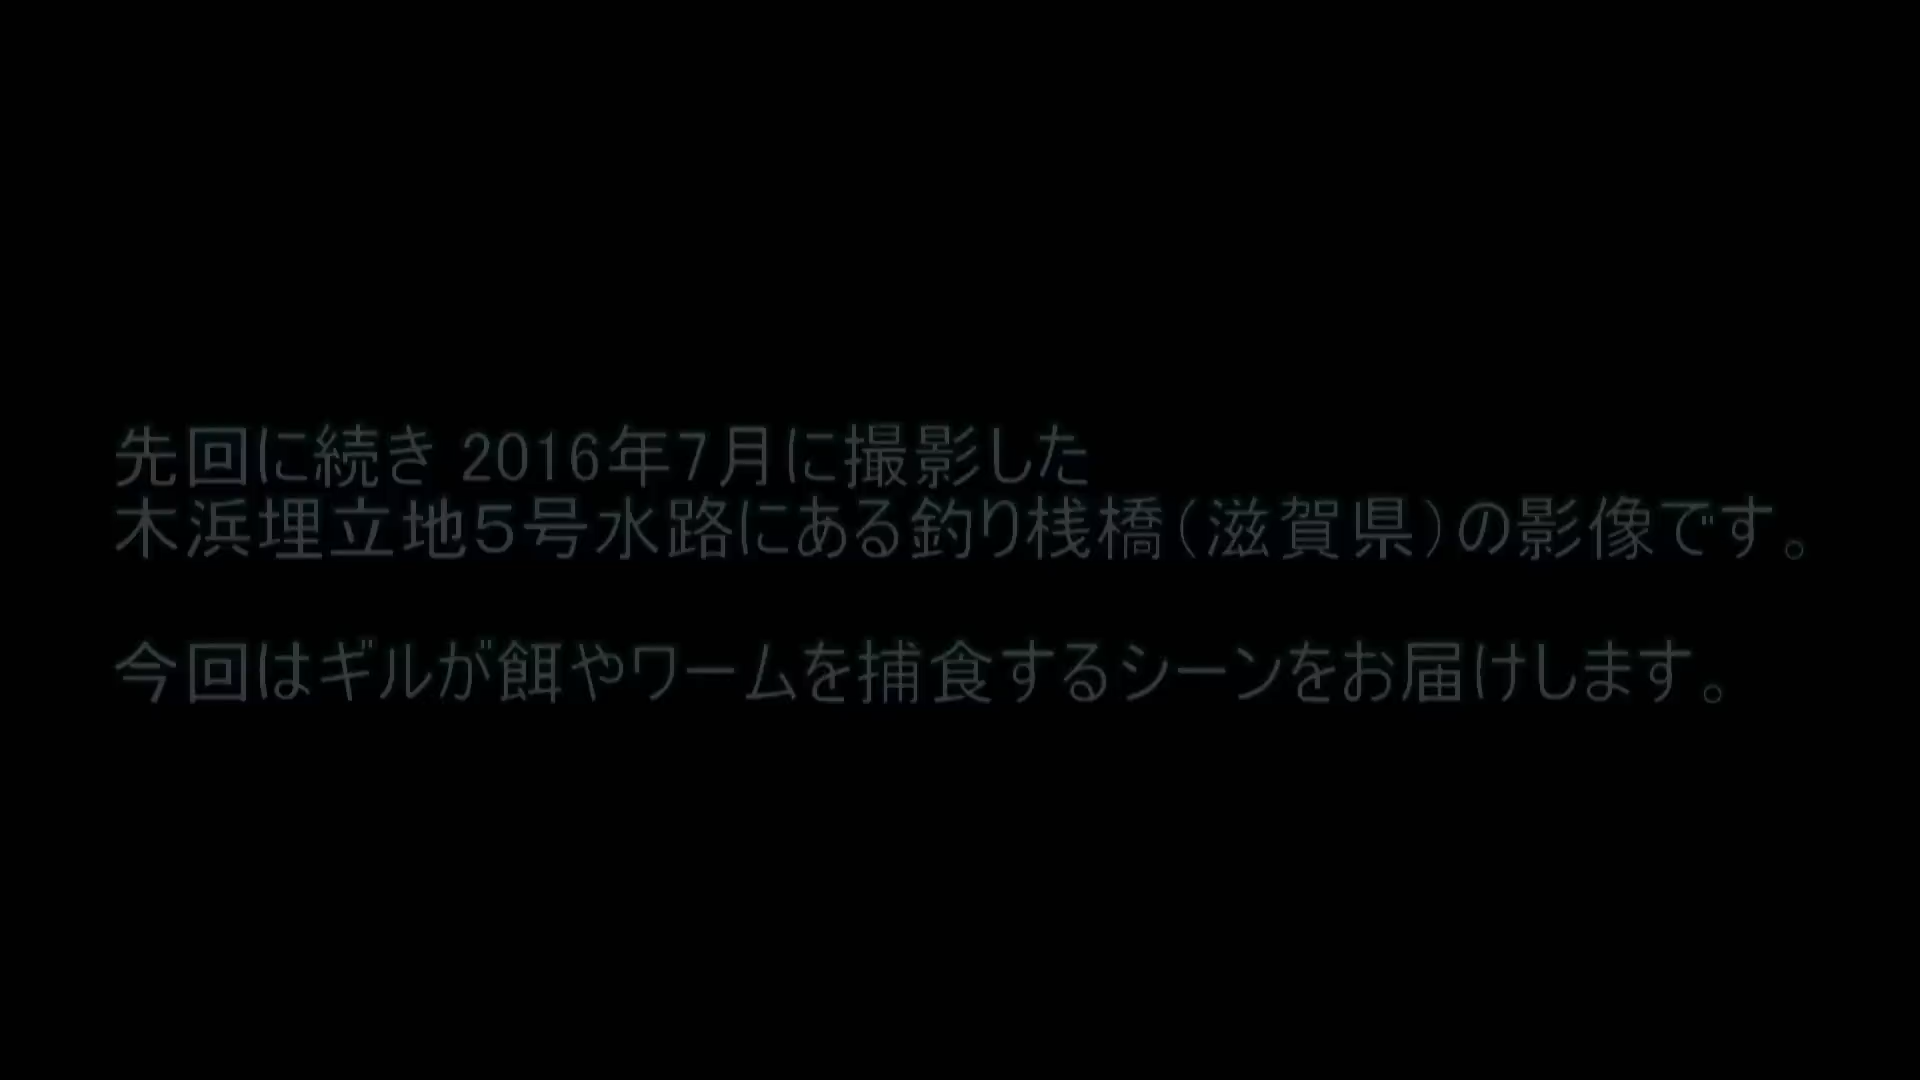 先回に続き 2016年7月に撮影した
木浜埋立地５号水路にある釣り桟橋（滋賀県）の影像です。
今回はギルが餌やワームを捕食するシーンをお届けします。